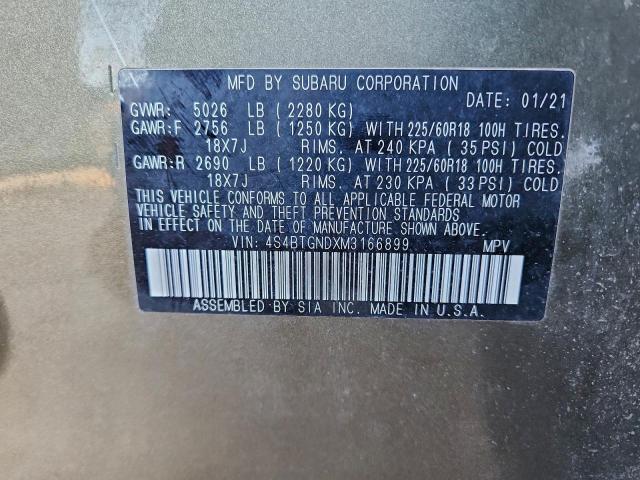 MFD BY SUBARU CORPORATION
DATE: 01/21
GVWR: 5026 LB (2280 KG)
GAWR:F 2756 LB (1250 KG) WITH 225/60R18 100H TIRES.
18X7J RIMS. AT 240 KPA (35 PSI) COLD
GAWR:R 2690 LB (1220 KG) WITH 225/60R18 100H TIRES.
18X7J RIMS. AT 230 KPA (33 PSI) COLD
THIS VEHICLE CONFORMS TO ALL APPLICABLE FEDERAL MOTOR
VEHICLE SAFETY AND THEFT PREVENTION STANDARDS
IN EFFECT ON THE DATE OF MANUFACTURE SHOWN ABOVE.
VIN: 4S4BTGNDXM3166899 MPV
ASSEMBLED BY SIA INC. MADE IN U.S.A.